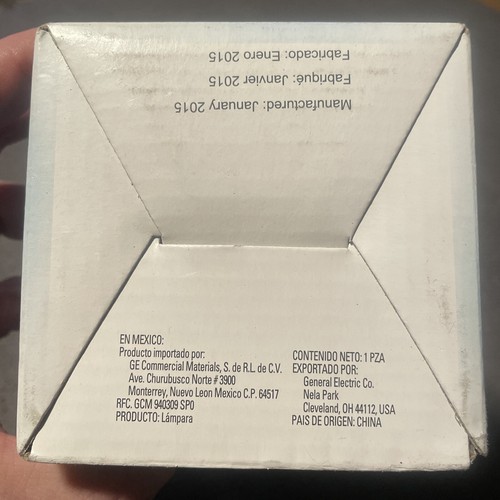 Manufactured: January 2015
Fabriqué: Janvier 2015
Fabricado: Enero 2015
EN MEXICO:
Producto importado por:
GE Commercial Materials, S. de R.L. de C.V.
Ave. Churubusco Norte # 3900
Monterrey, Nuevo Leon Mexico C.P. 64517
RFC. GCM 940309 SP0
PRODUCTO: Lámpara
CONTENIDO NETO: 1 PZA
EXPORTADO POR:
General Electric Co.
Nela Park
Cleveland, OH 44112, USA
PAIS DE ORIGEN: CHINA